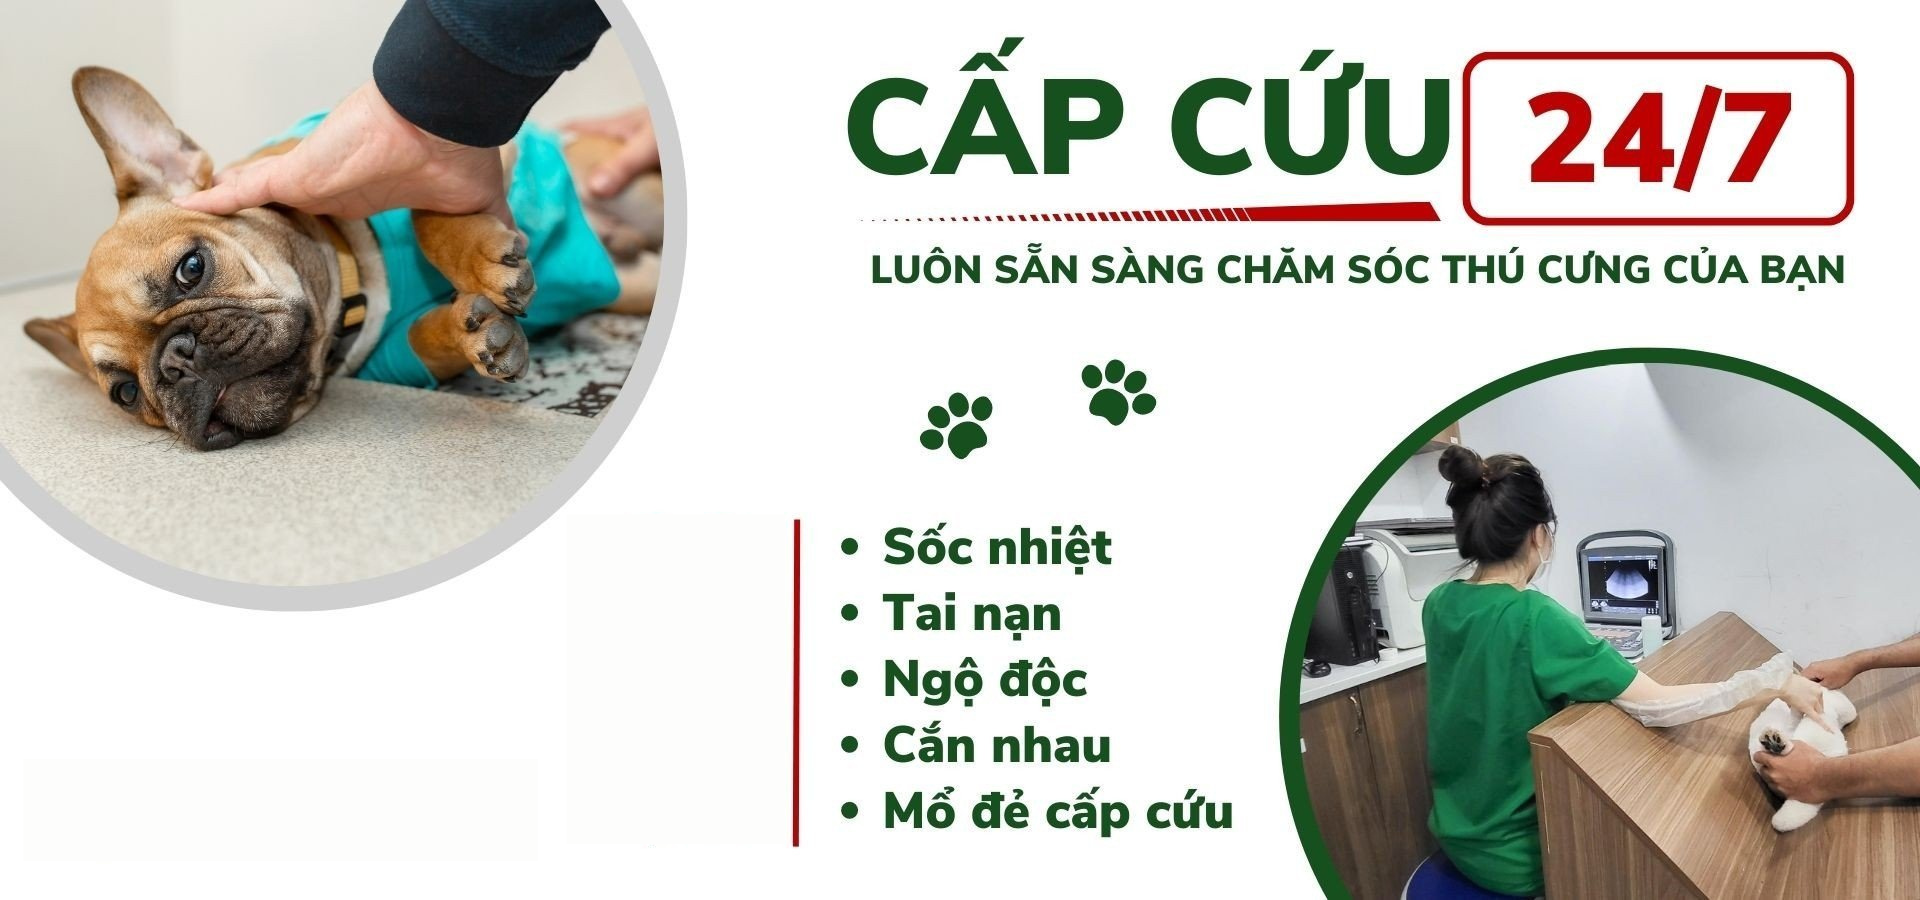 CẤP CỨU 24/7
LUÔN SẴN SÀNG CHĂM SÓC THÚ CƯNG CỦA BẠN
• Sốc nhiệt
• Tai nạn
• Ngộ độc
• Cắn nhau
• Mổ đẻ cấp cứu